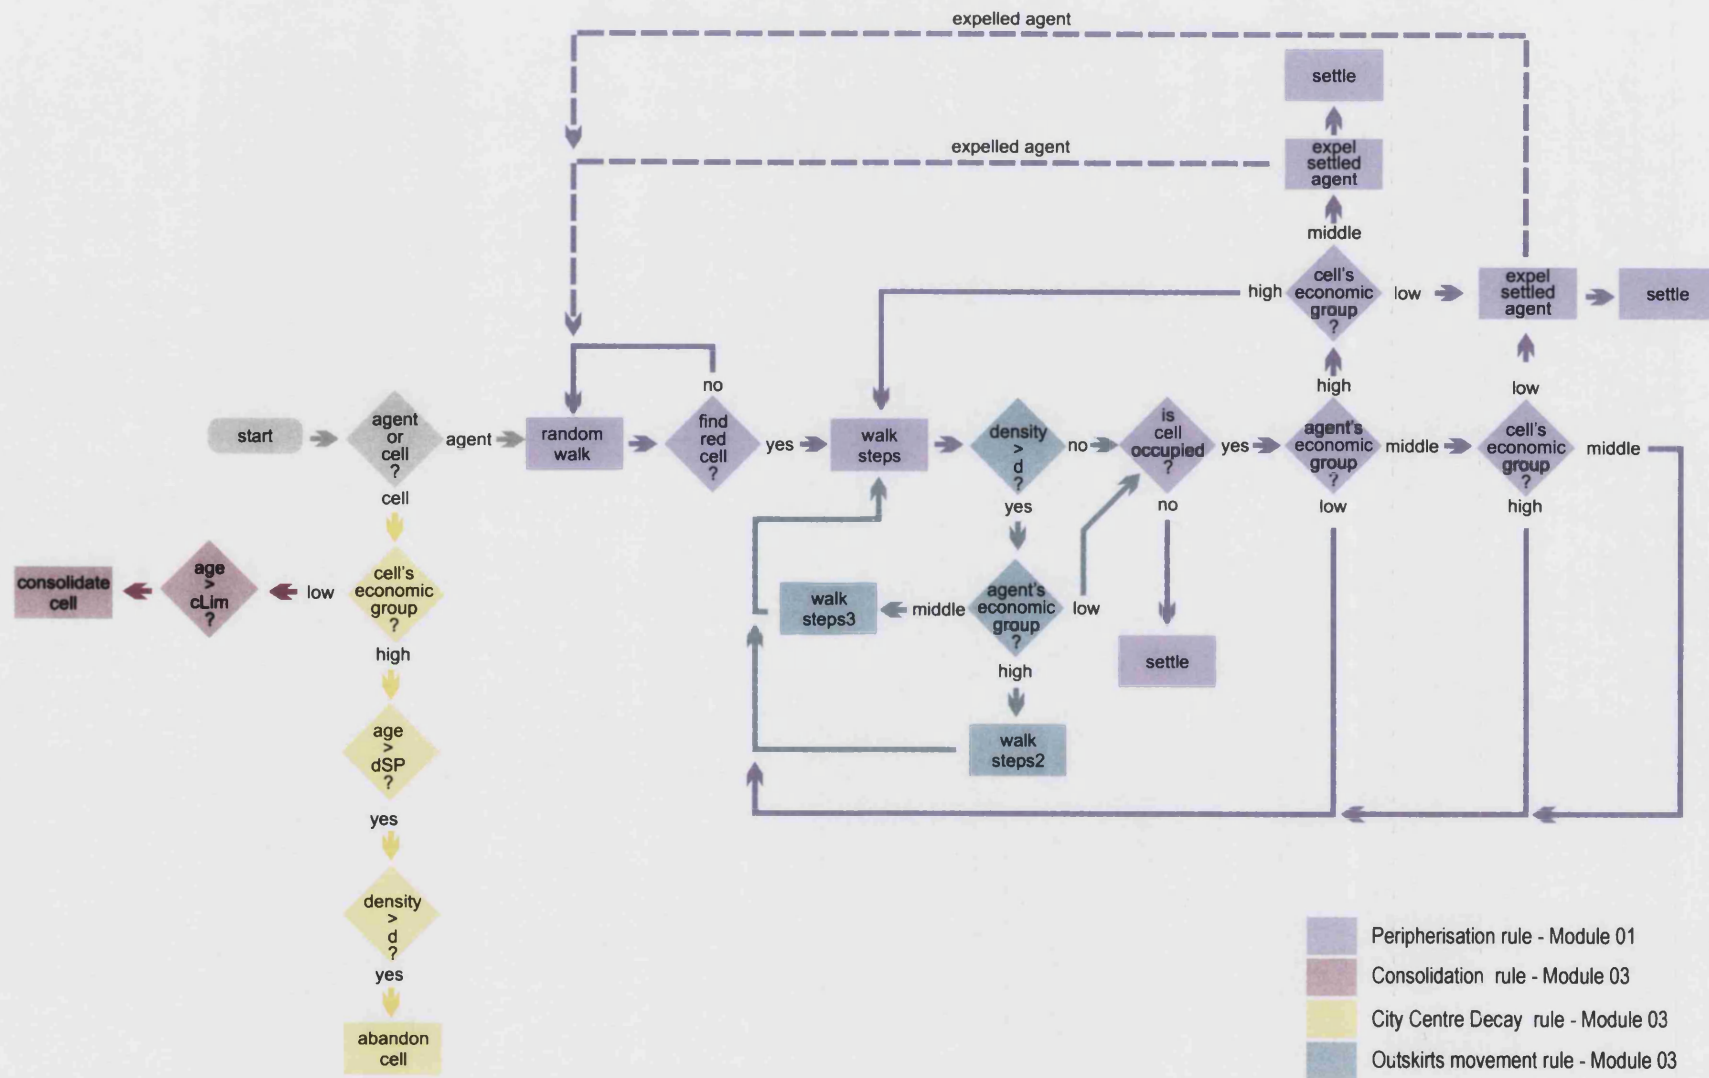 expelled agent
settle
expelled agent
expel
settled
agent
middle
high
cell's
economic
group
?
low
expel
settled
agent
settle
no
high
low
start
agent
or
cell
?
agent
random
walk
find
red
cell
?
yes
walk
steps
density
>
d
?
no
is
cell
occupied
?
yes
agent's
economic
group
?
middle
cell's
economic
group
?
middle
cell
yes
no
low
high
consolidate
cell
age
>
cLim
?
low
cell's
economic
group
?
walk
steps3
middle
agent's
economic
group
?
low
settle
high
high
age
>
dSP
?
walk
steps2
yes
density
>
d
?
yes
abandon
cell
Peripherisation rule - Module 01
Consolidation rule - Module 03
City Centre Decay rule - Module 03
Outskirts movement rule - Module 03